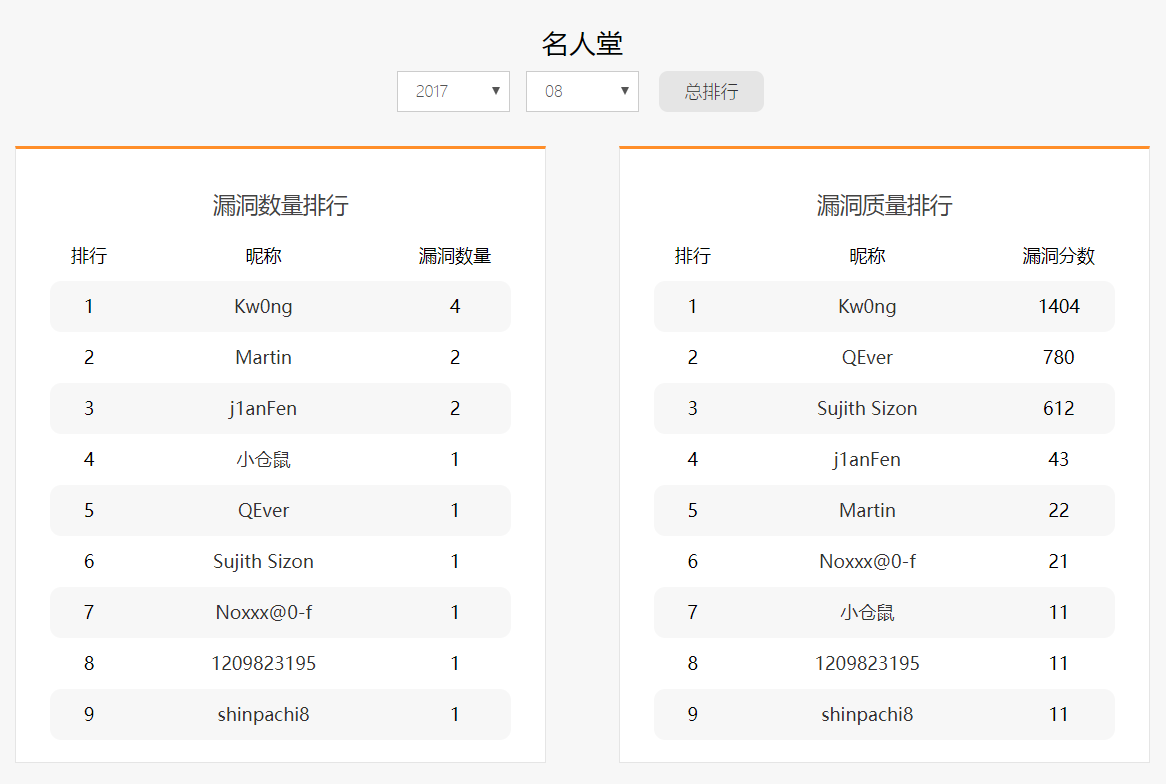 名人堂
2017 08 总排行
漏洞数量排行
排行 昵称 漏洞数量
1 Kw0ng 4
2 Martin 2
3 j1anFen 2
4 小仓鼠 1
5 QEver 1
6 Sujith Sizon 1
7 Noxxx@0-f 1
8 1209823195 1
9 shinpachi8 1
漏洞质量排行
排行 昵称 漏洞分数
1 Kw0ng 1404
2 QEver 780
3 Sujith Sizon 612
4 j1anFen 43
5 Martin 22
6 Noxxx@0-f 21
7 小仓鼠 11
8 1209823195 11
9 shinpachi8 11